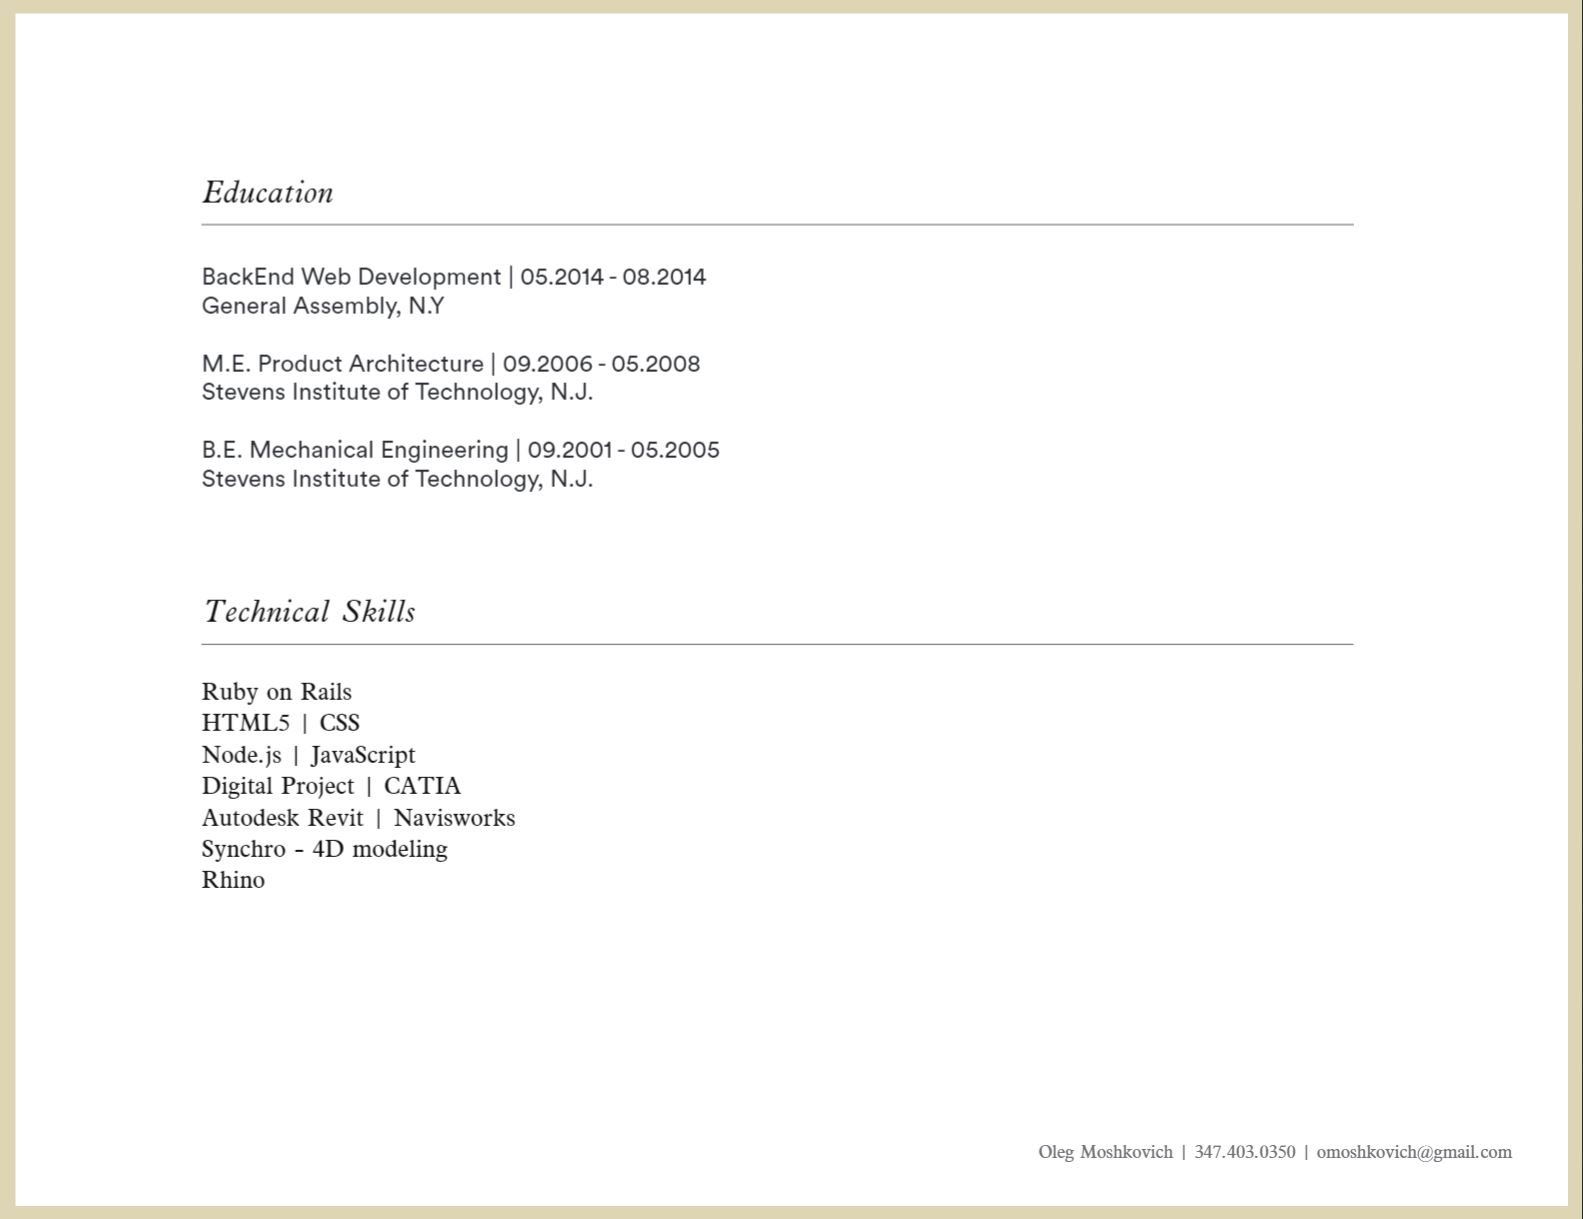 Education
BackEnd Web Development | 05.2014 - 08.2014
General Assembly, N.Y
M.E. Product Architecture | 09.2006 - 05.2008
Stevens Institute of Technology, N.J.
B.E. Mechanical Engineering | 09.2001 - 05.2005
Stevens Institute of Technology, N.J.
Technical Skills
Ruby on Rails
HTML5 | CSS
Node.js | JavaScript
Digital Project | CATIA
Autodesk Revit | Navisworks
Synchro - 4D modeling
Rhino
Oleg Moshkovich | 347.403.0350 | omoshkovich@gmail.com